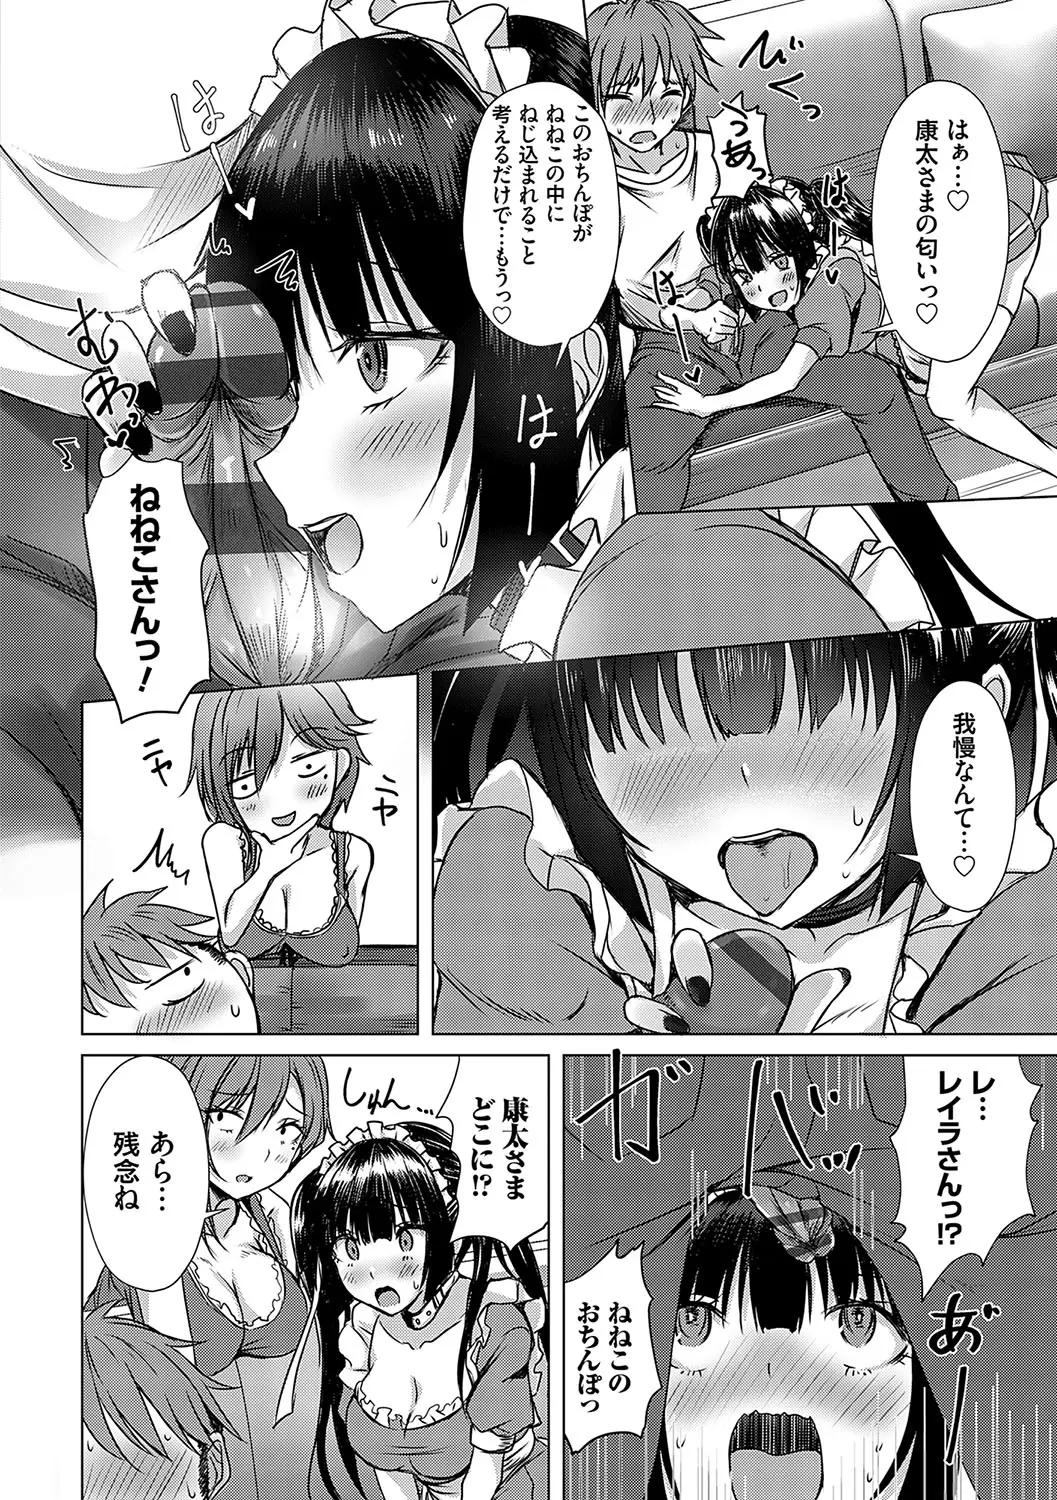 はぁ…♡
康太さまの匂いっ♡
びくっ
うっあっ
はー
はー
このおちんぽが
ねねこの中に
ねじ込まれること
考えるだけで…もうっ♡
はー
はー
むわっ
ねねこさんっ！
我慢なんて…♡
ニヤ
ニヤ
レ…
レイラさんっ!?
ガバッ
あ゛ー
ねねこの
おちんぽっ
康太さま
どこに!?
しゅん…
あら…
残念ね